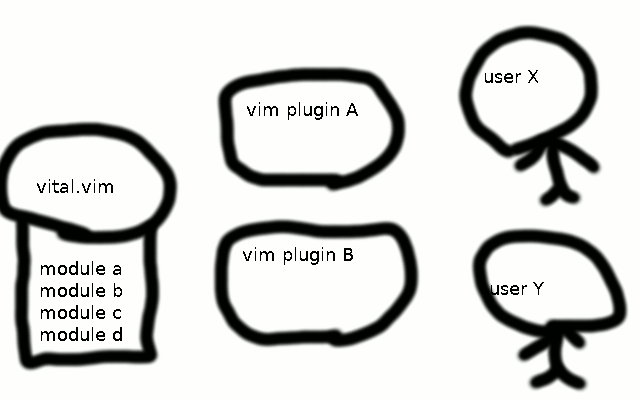 vital.vim
module a
module b
module c
module d
vim plugin A
vim plugin B
user X
user Y